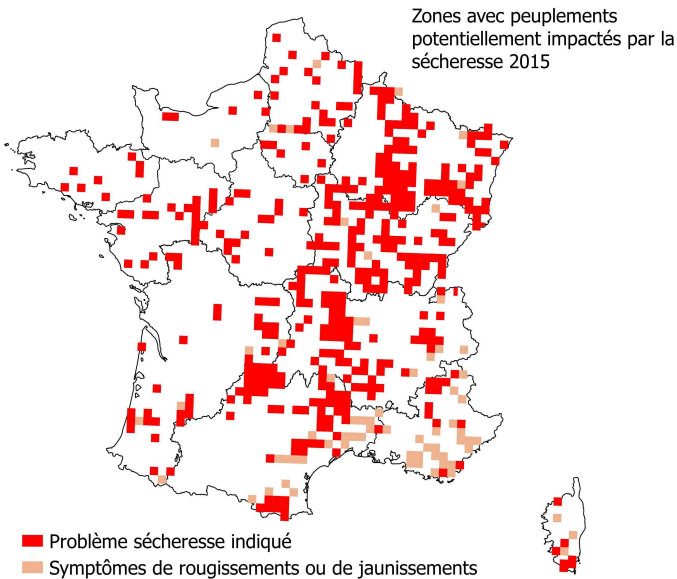 Zones avec peuplements
potentiellement impactés par la
sécheresse 2015
Problème sécheresse indiqué
Symptômes de rougissements ou de jaunissements